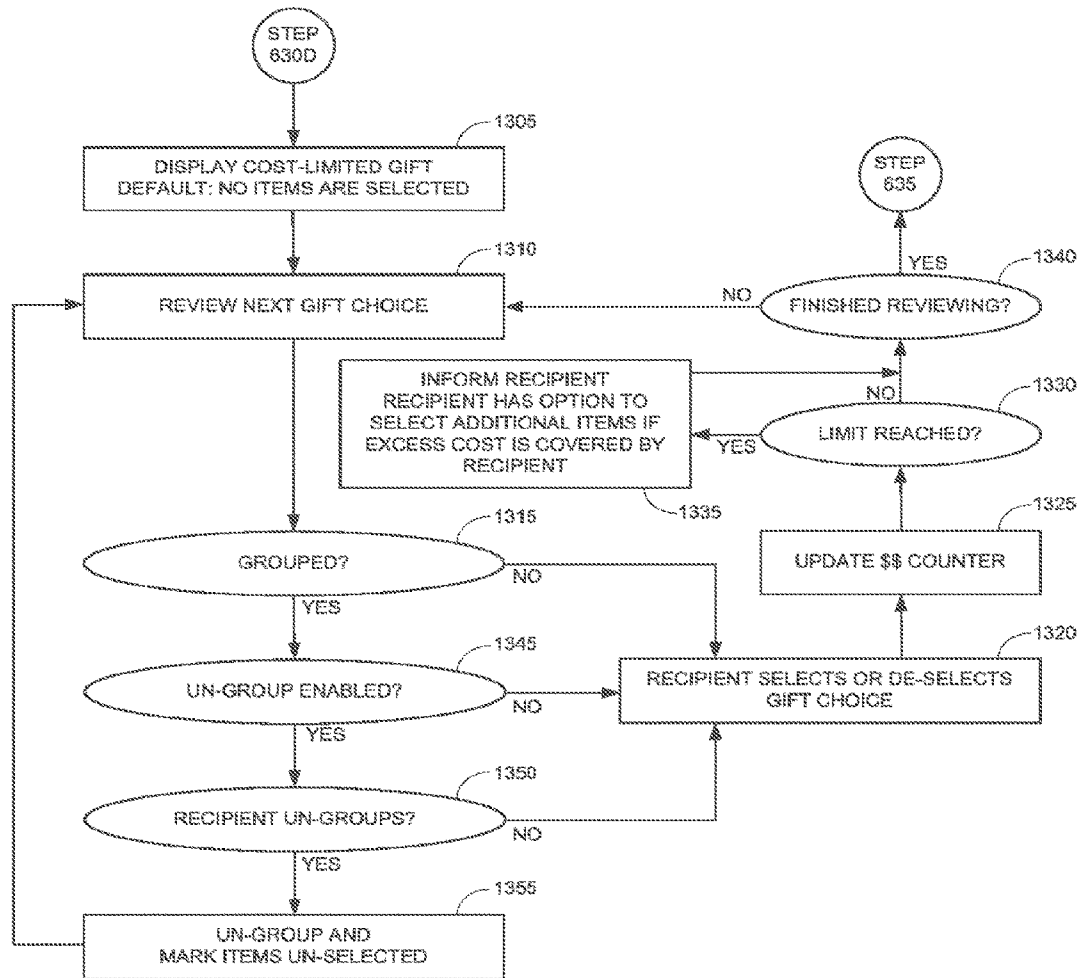 STEP
630D
1305
DISPLAY COST-LIMITED GIFT
DEFAULT: NO ITEMS ARE SELECTED
1310
REVIEW NEXT GIFT CHOICE
STEP
635
YES
1340
FINISHED REVIEWING?
NO
INFORM RECIPIENT
RECIPIENT HAS OPTION TO
SELECT ADDITIONAL ITEMS IF
EXCESS COST IS COVERED BY
RECIPIENT
1335
NO
1330
LIMIT REACHED?
YES
1325
UPDATE $$ COUNTER
1315
GROUPED?
NO
YES
1320
RECIPIENT SELECTS OR DE-SELECTS
GIFT CHOICE
1345
UN-GROUP ENABLED?
NO
YES
1350
RECIPIENT UN-GROUPS?
NO
YES
1355
UN-GROUP AND
MARK ITEMS UN-SELECTED